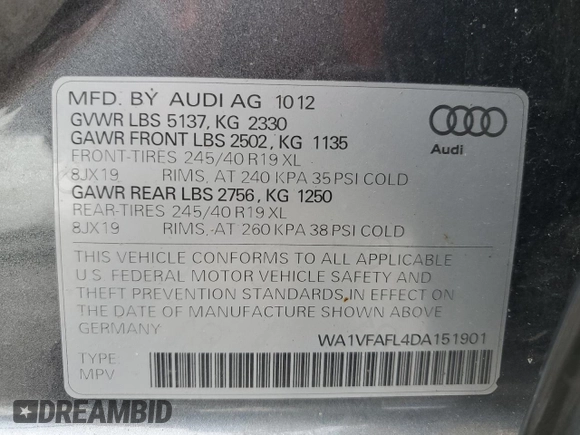 MFD. BY AUDI AG 10 12
GVWR LBS 5137, KG 2330
GAWR FRONT LBS 2502, KG 1135
FRONT-TIRES 245/40 R19 XL
8JX19 RIMS, AT 240 KPA 35 PSI COLD
GAWR REAR LBS 2756, KG 1250
REAR-TIRES 245/40 R19 XL
8JX19 RIMS, AT 260 KPA 38 PSI COLD
Audi
THIS VEHICLE CONFORMS TO ALL APPLICABLE
U.S. FEDERAL MOTOR VEHICLE SAFETY AND
THEFT PREVENTION STANDARDS IN EFFECT ON
THE DATE OF MANUFACTURE SHOWN ABOVE
GERMANY
WA1VFAFL4DA151901
TYPE:
MPV
DREAMBID